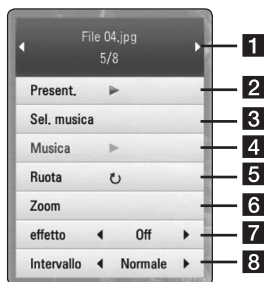 File 04.jpg
5/8
1
Present.
2
Sel. musica
3
Musica
4
Ruota
5
Zoom
6
effetto Off
7
Intervallo Normale
8